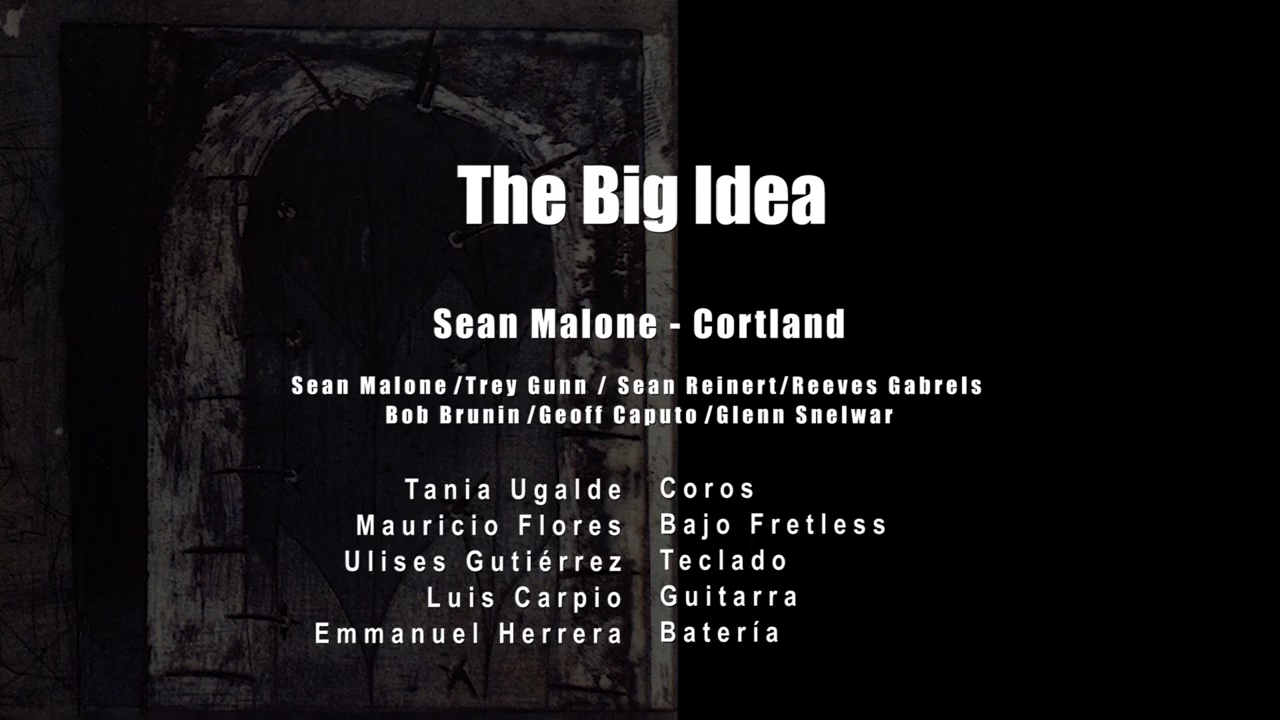 The Big Idea
Sean Malone - Cortland
Sean Malone /Trey Gunn / Sean Reinert/Reeves Gabrels
Bob Brunin /Geoff Caputo /Glenn Snelwar
Tania Ugalde Coros
Mauricio Flores Bajo Fretless
Ulises Gutiérrez Teclado
Luis Carpio Guitarra
Emmanuel Herrera Batería